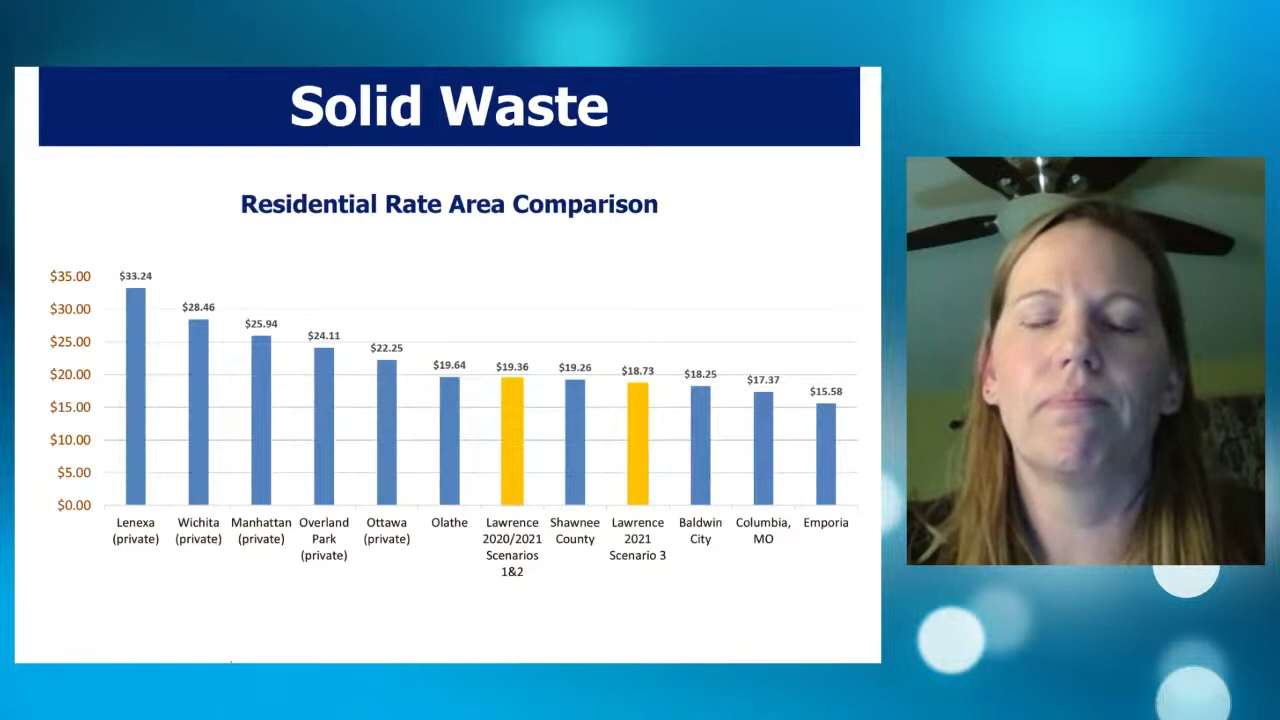 Solid Waste
Residential Rate Area Comparison
$35.00
$30.00
$25.00
$20.00
$15.00
$10.00
$5.00
$0.00
$33.24
$28.46
$25.94
$24.11
$22.25
$19.64
$19.36
$19.26
$18.73
$18.25
$17.37
$15.58
Lenexa
(private)
Wichita
(private)
Manhattan
(private)
Overland
Park
(private)
Ottawa
(private)
Olathe
Lawrence
2020/2021
Scenarios
1&2
Shawnee
County
Lawrence
2021
Scenario 3
Baldwin
City
Columbia,
MO
Emporia